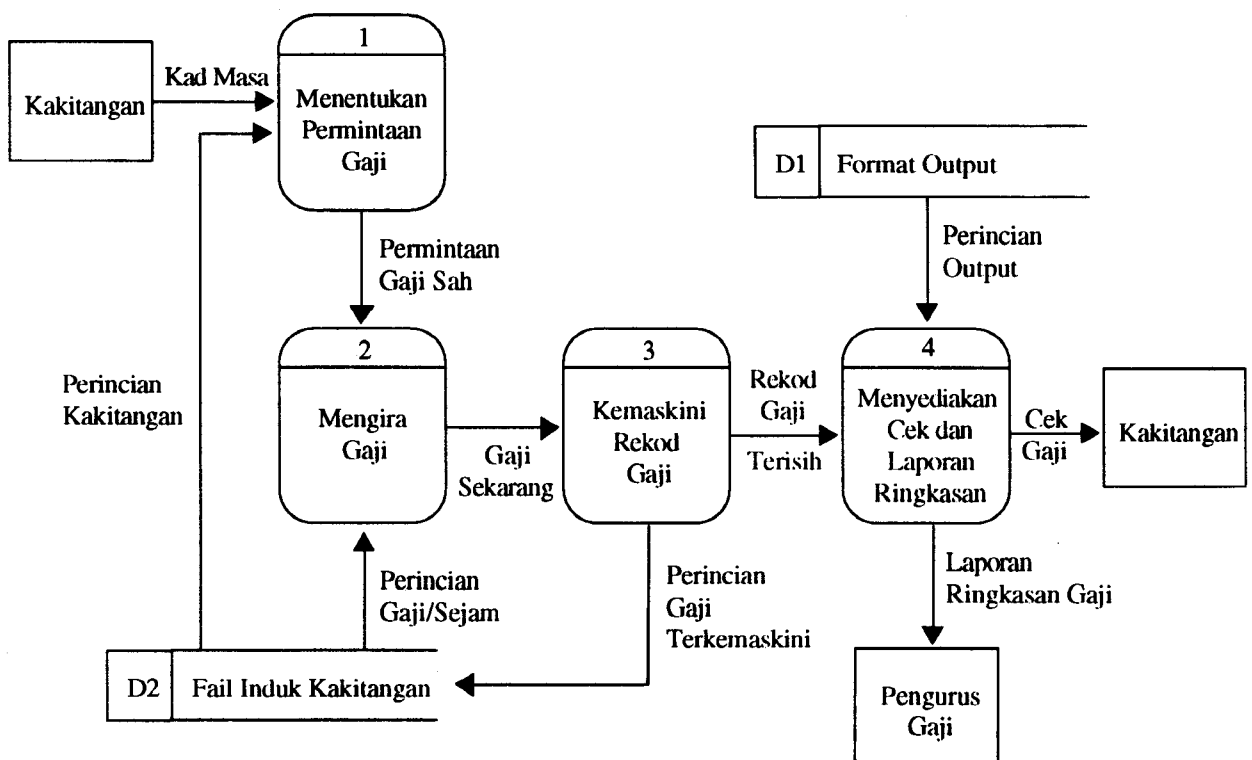 1
Kakitangan
Kad Masa
Menentukan
Permintaan
Gaji
D1
Format Output
Permintaan
Gaji Sah
Perincian
Output
Perincian
Kakitangan
2
Mengira
Gaji
Gaji
Sekarang
3
Kemaskini
Rekod
Gaji
Rekod
Gaji
Terisih
4
Menyediakan
Cek dan
Laporan
Ringkasan
Cek
Gaji
Kakitangan
Perincian
Gaji/Sejam
Perincian
Gaji
Terkemaskini
Laporan
Ringkasan Gaji
D2
Fail Induk Kakitangan
Pengurus
Gaji